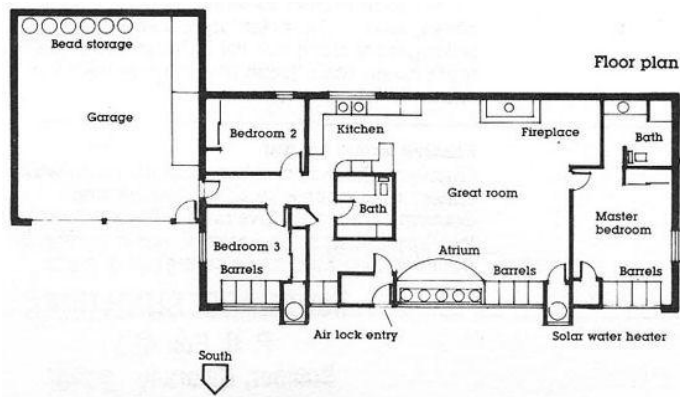 Floor plan
Bead storage
Garage
Bedroom 2
Kitchen
Fireplace
Bath
Great room
Bath
Master
bedroom
Bedroom 3
Barrels
Atrium
Barrels
Barrels
Air lock entry
Solar water heater
South